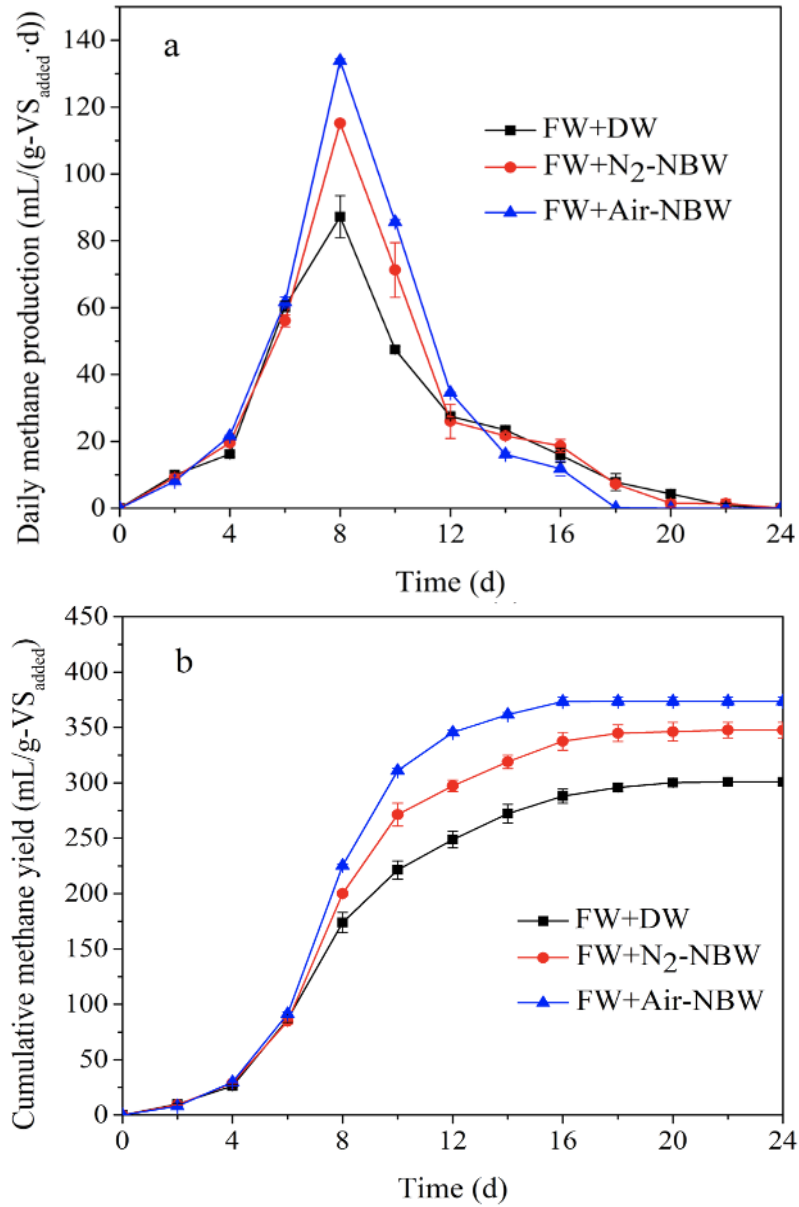 a
Daily methane production (mL/(g-VS_added·d))
140
120
100
80
60
40
20
0
FW+DW
FW+N2-NBW
FW+Air-NBW
0 4 8 12 16 20 24
Time (d)
b
Cumulative methane yield (mL/g-VS_added)
450
400
350
300
250
200
150
100
50
0
FW+DW
FW+N2-NBW
FW+Air-NBW
0 4 8 12 16 20 24
Time (d)